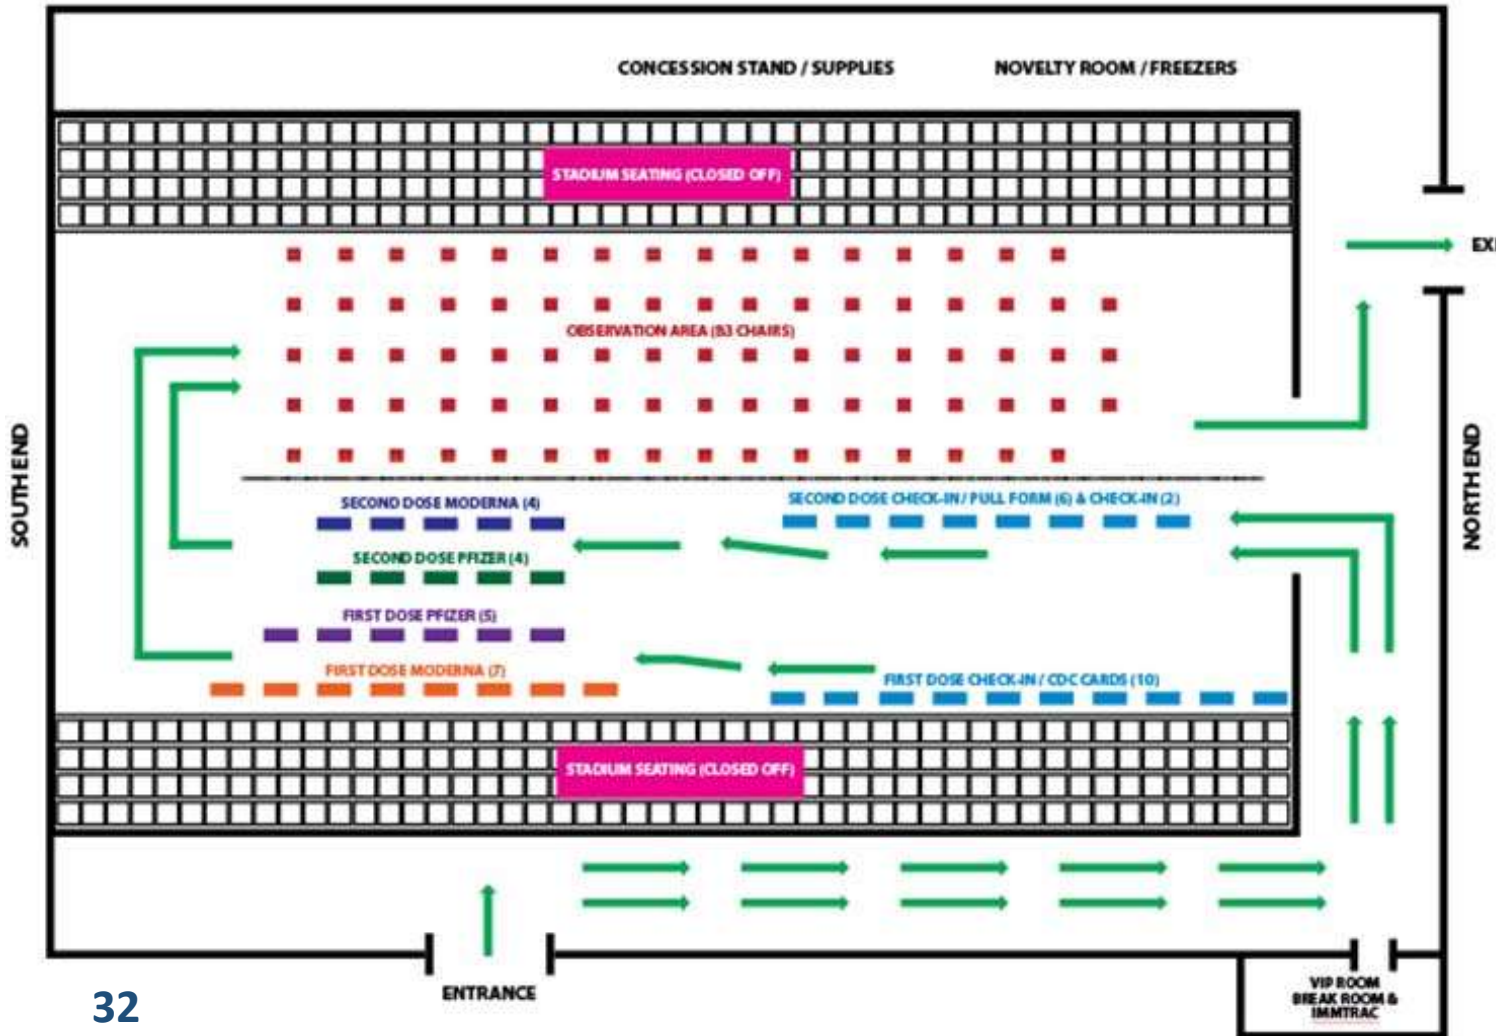 CONCESSION STAND / SUPPLIES
NOVELTY ROOM / FREEZERS
STADIUM SEATING (CLOSED OFF)
EXI
OBSERVATION AREA (83 CHAIRS)
SOUTH END
NORTH END
SECOND DOSE MODERNA (4)
SECOND DOSE CHECK-IN / PULL FORM (6) & CHECK-IN (2)
SECOND DOSE PFIZER (4)
FIRST DOSE PFIZER (5)
FIRST DOSE MODERNA (7)
FIRST DOSE CHECK-IN / CDC CARDS (10)
STADIUM SEATING (CLOSED OFF)
ENTRANCE
VIP ROOM
BREAK ROOM &
IMMTRAC
32